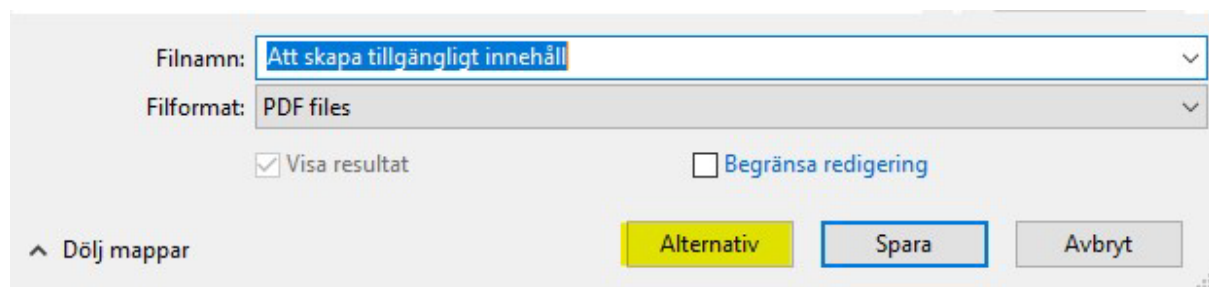 Filnamn: Att skapa tillgängligt innehåll
Filformat: PDF files
Visa resultat Begränsa redigering
Dölj mappar Alternativ Spara Avbryt